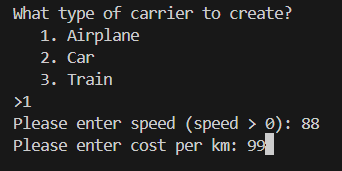 What type of carrier to create?
1. Airplane
2. Car
3. Train
>1
Please enter speed (speed > 0): 88
Please enter cost per km: 99